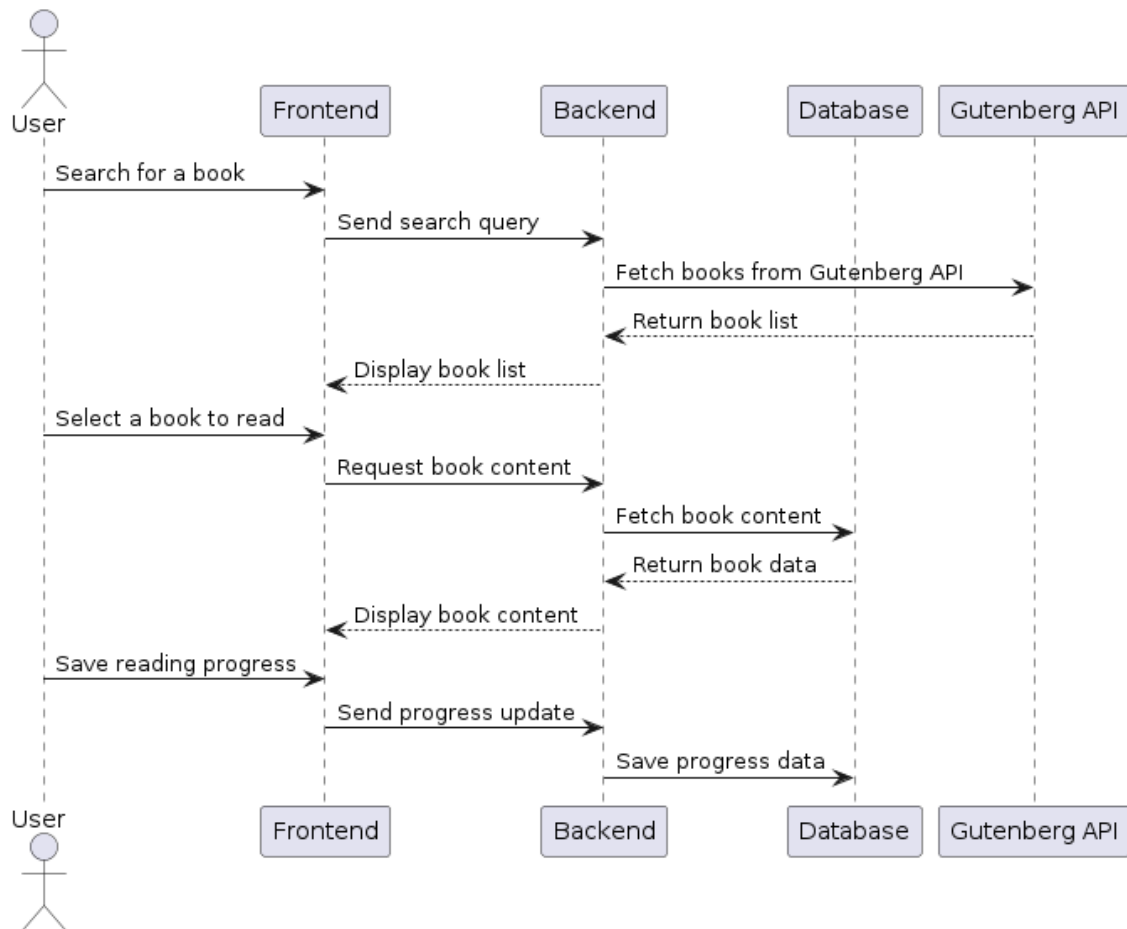 User
Frontend
Backend
Database
Gutenberg API
Search for a book
Send search query
Fetch books from Gutenberg API
Return book list
Display book list
Select a book to read
Request book content
Fetch book content
Return book data
Display book content
Save reading progress
Send progress update
Save progress data
User
Frontend
Backend
Database
Gutenberg API